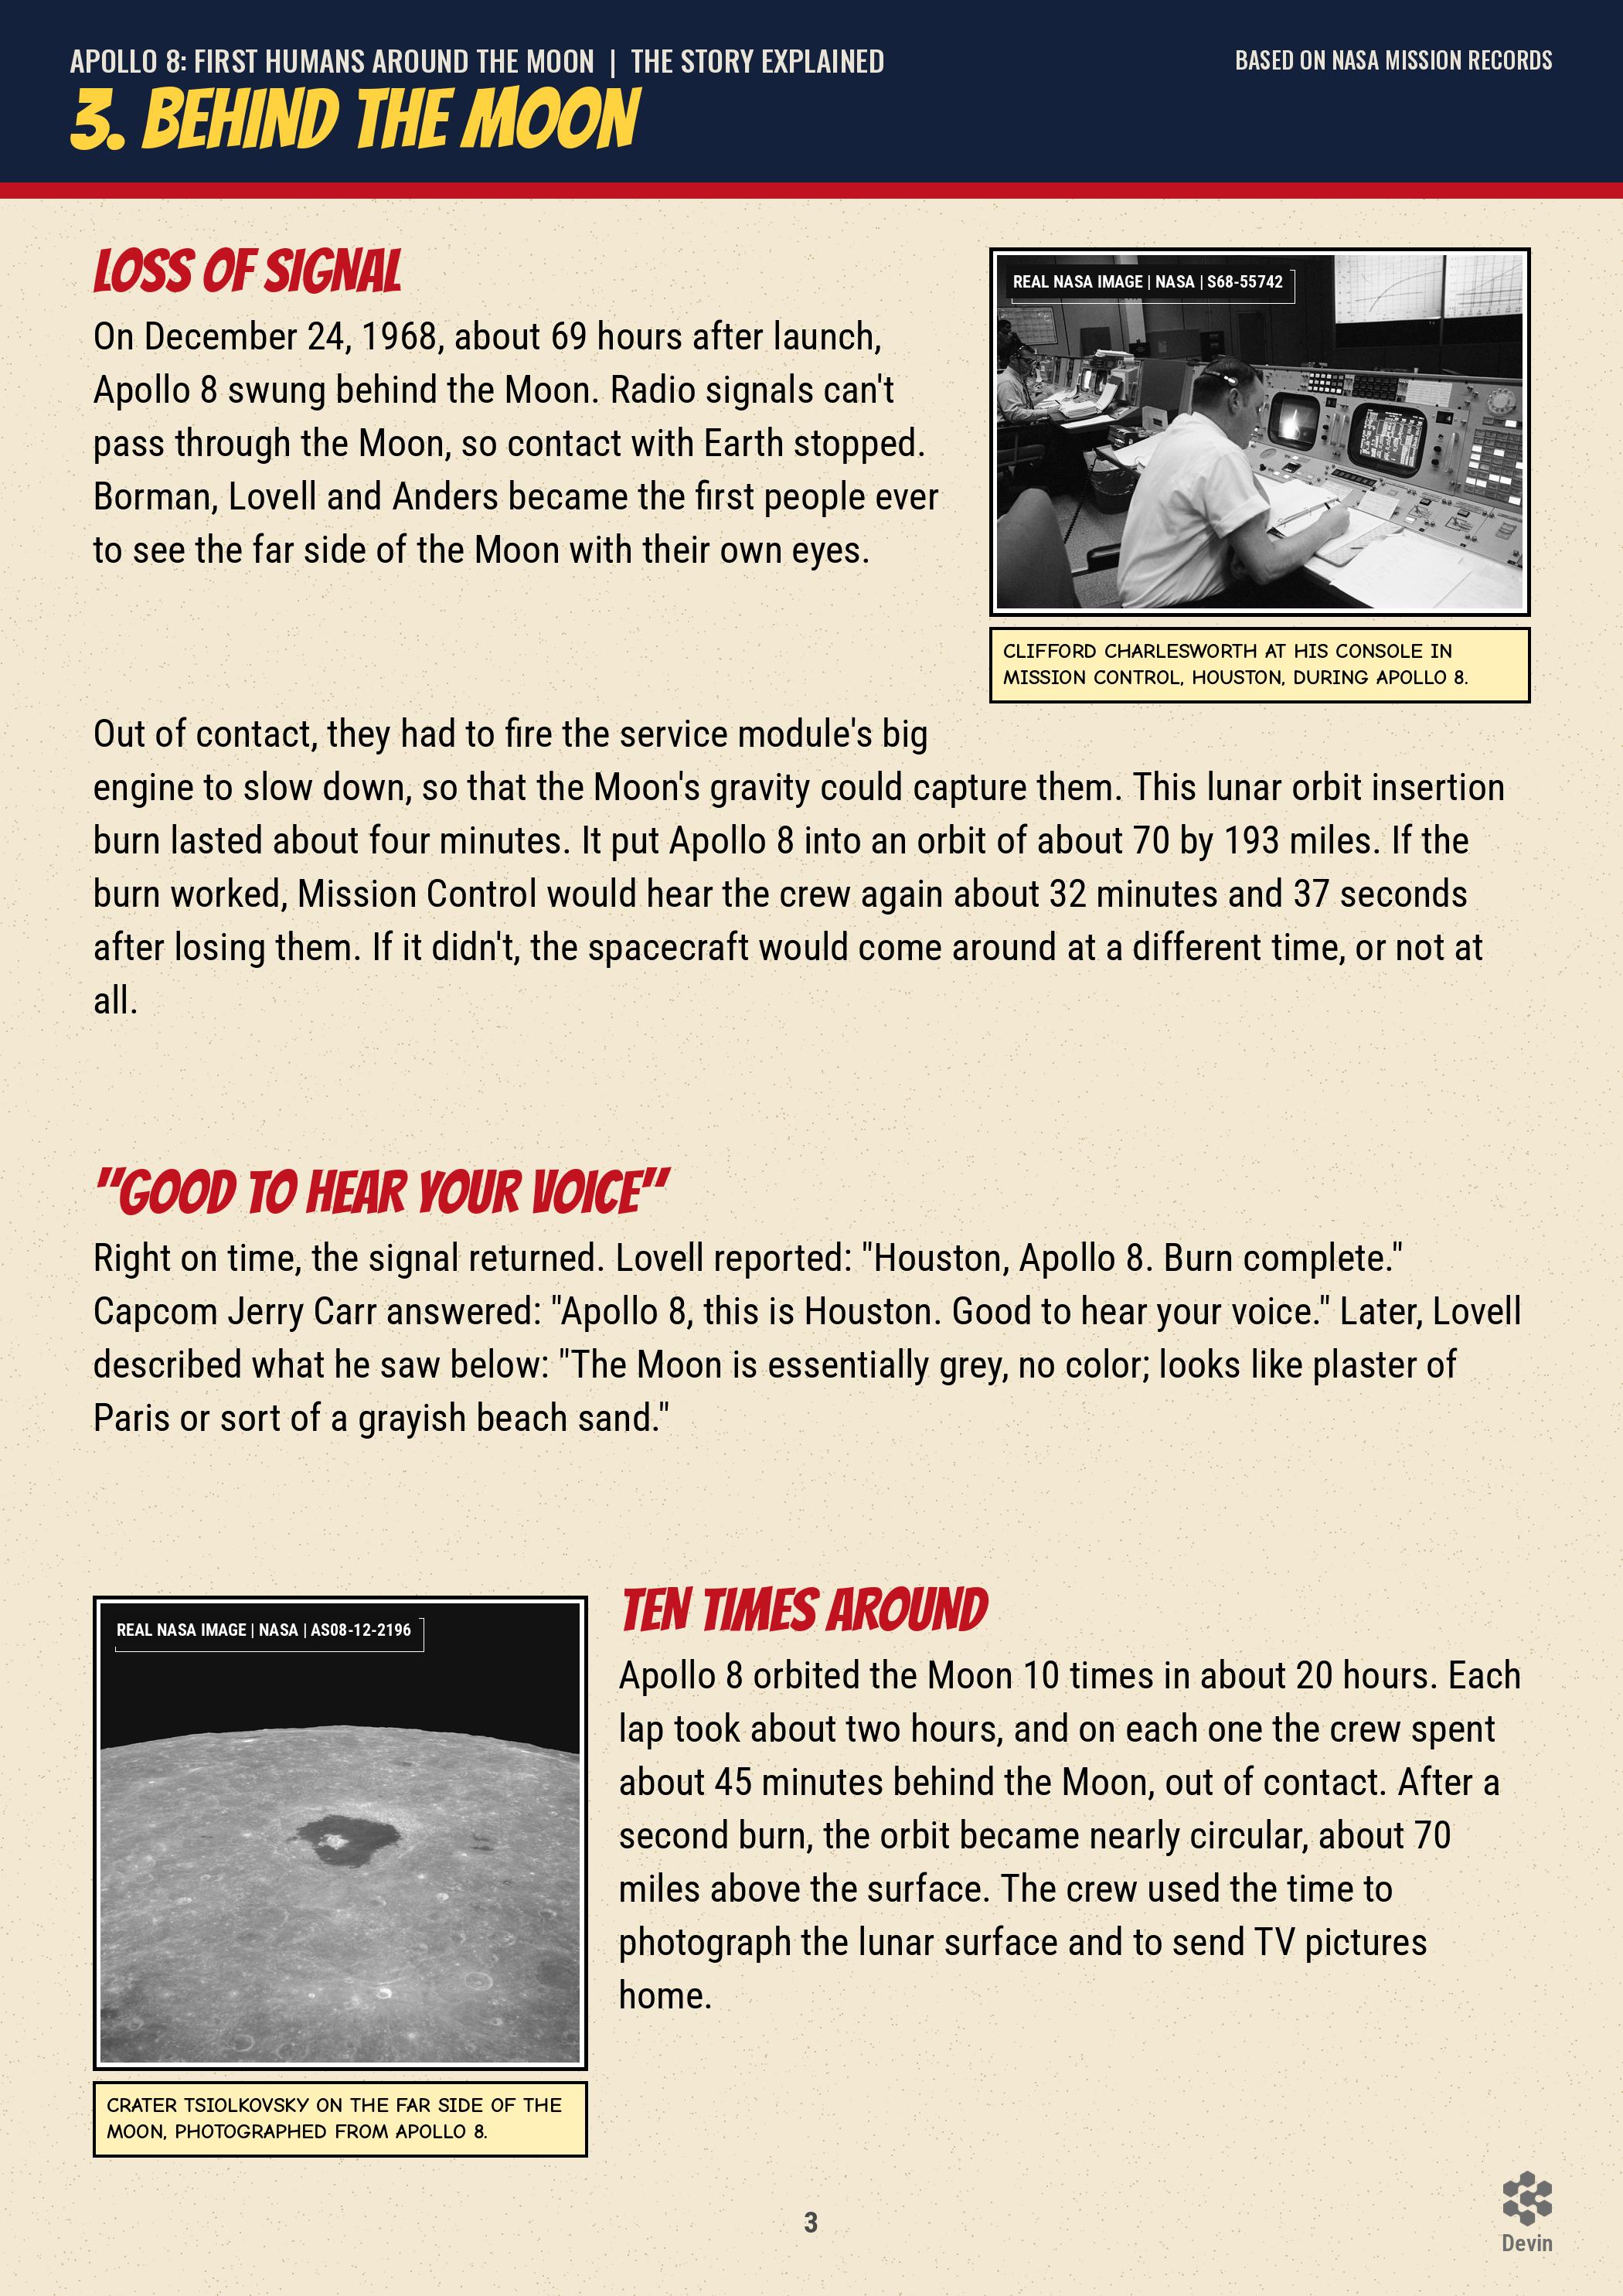 APOLLO 8: FIRST HUMANS AROUND THE MOON | THE STORY EXPLAINED
BASED ON NASA MISSION RECORDS
3. BEHIND THE MOON
LOSS OF SIGNAL
On December 24, 1968, about 69 hours after launch,
Apollo 8 swung behind the Moon. Radio signals can't
pass through the Moon, so contact with Earth stopped.
Borman, Lovell and Anders became the first people ever
to see the far side of the Moon with their own eyes.
REAL NASA IMAGE | NASA | S68-55742
CLIFFORD CHARLESWORTH AT HIS CONSOLE IN
MISSION CONTROL, HOUSTON, DURING APOLLO 8.
Out of contact, they had to fire the service module's big
engine to slow down, so that the Moon's gravity could capture them. This lunar orbit insertion
burn lasted about four minutes. It put Apollo 8 into an orbit of about 70 by 193 miles. If the
burn worked, Mission Control would hear the crew again about 32 minutes and 37 seconds
after losing them. If it didn't, the spacecraft would come around at a different time, or not at
all.
"GOOD TO HEAR YOUR VOICE"
Right on time, the signal returned. Lovell reported: "Houston, Apollo 8. Burn complete."
Capcom Jerry Carr answered: "Apollo 8, this is Houston. Good to hear your voice." Later, Lovell
described what he saw below: "The Moon is essentially grey, no color; looks like plaster of
Paris or sort of a grayish beach sand."
REAL NASA IMAGE | NASA | AS08-12-2196
CRATER TSIOLKOVSKY ON THE FAR SIDE OF THE
MOON, PHOTOGRAPHED FROM APOLLO 8.
TEN TIMES AROUND
Apollo 8 orbited the Moon 10 times in about 20 hours. Each
lap took about two hours, and on each one the crew spent
about 45 minutes behind the Moon, out of contact. After a
second burn, the orbit became nearly circular, about 70
miles above the surface. The crew used the time to
photograph the lunar surface and to send TV pictures
home.
3
Devin